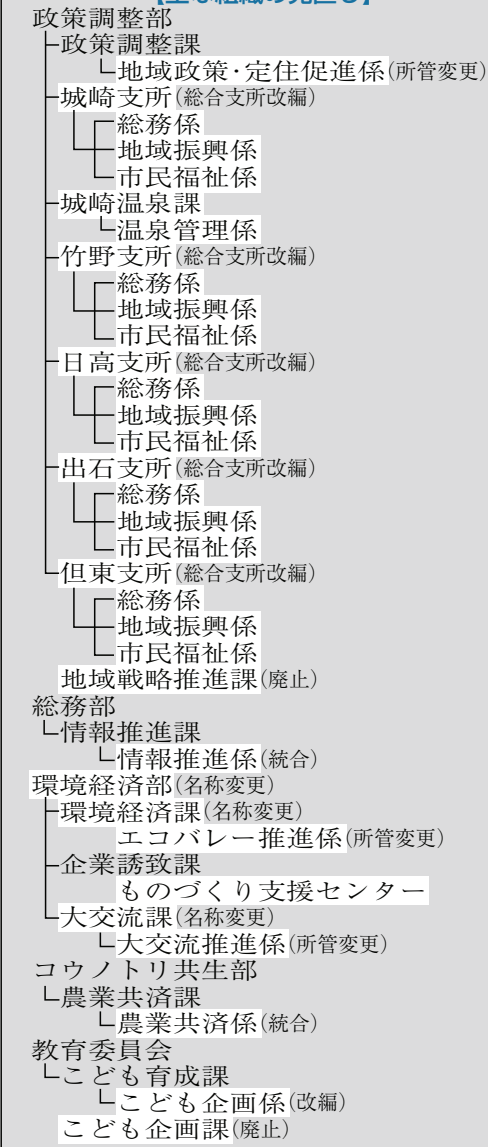 政策調整部
政策調整課
地域政策・定住促進係(所管変更)
城崎支所(総合支所改編)
総務係
地域振興係
市民福祉係
城崎温泉課
温泉管理係
竹野支所(総合支所改編)
総務係
地域振興係
市民福祉係
日高支所(総合支所改編)
総務係
地域振興係
市民福祉係
出石支所(総合支所改編)
総務係
地域振興係
市民福祉係
但東支所(総合支所改編)
総務係
地域振興係
市民福祉係
地域戦略推進課(廃止)
総務部
情報推進課
情報推進係(統合)
環境経済部(名称変更)
環境経済課(名称変更)
エコバレー推進係(所管変更)
企業誘致課
ものづくり支援センター
大交流課(名称変更)
大交流推進係(所管変更)
コウノトリ共生部
農業共済課
農業共済係(統合)
教育委員会
こども育成課
こども企画係(改編)
こども企画課(廃止)